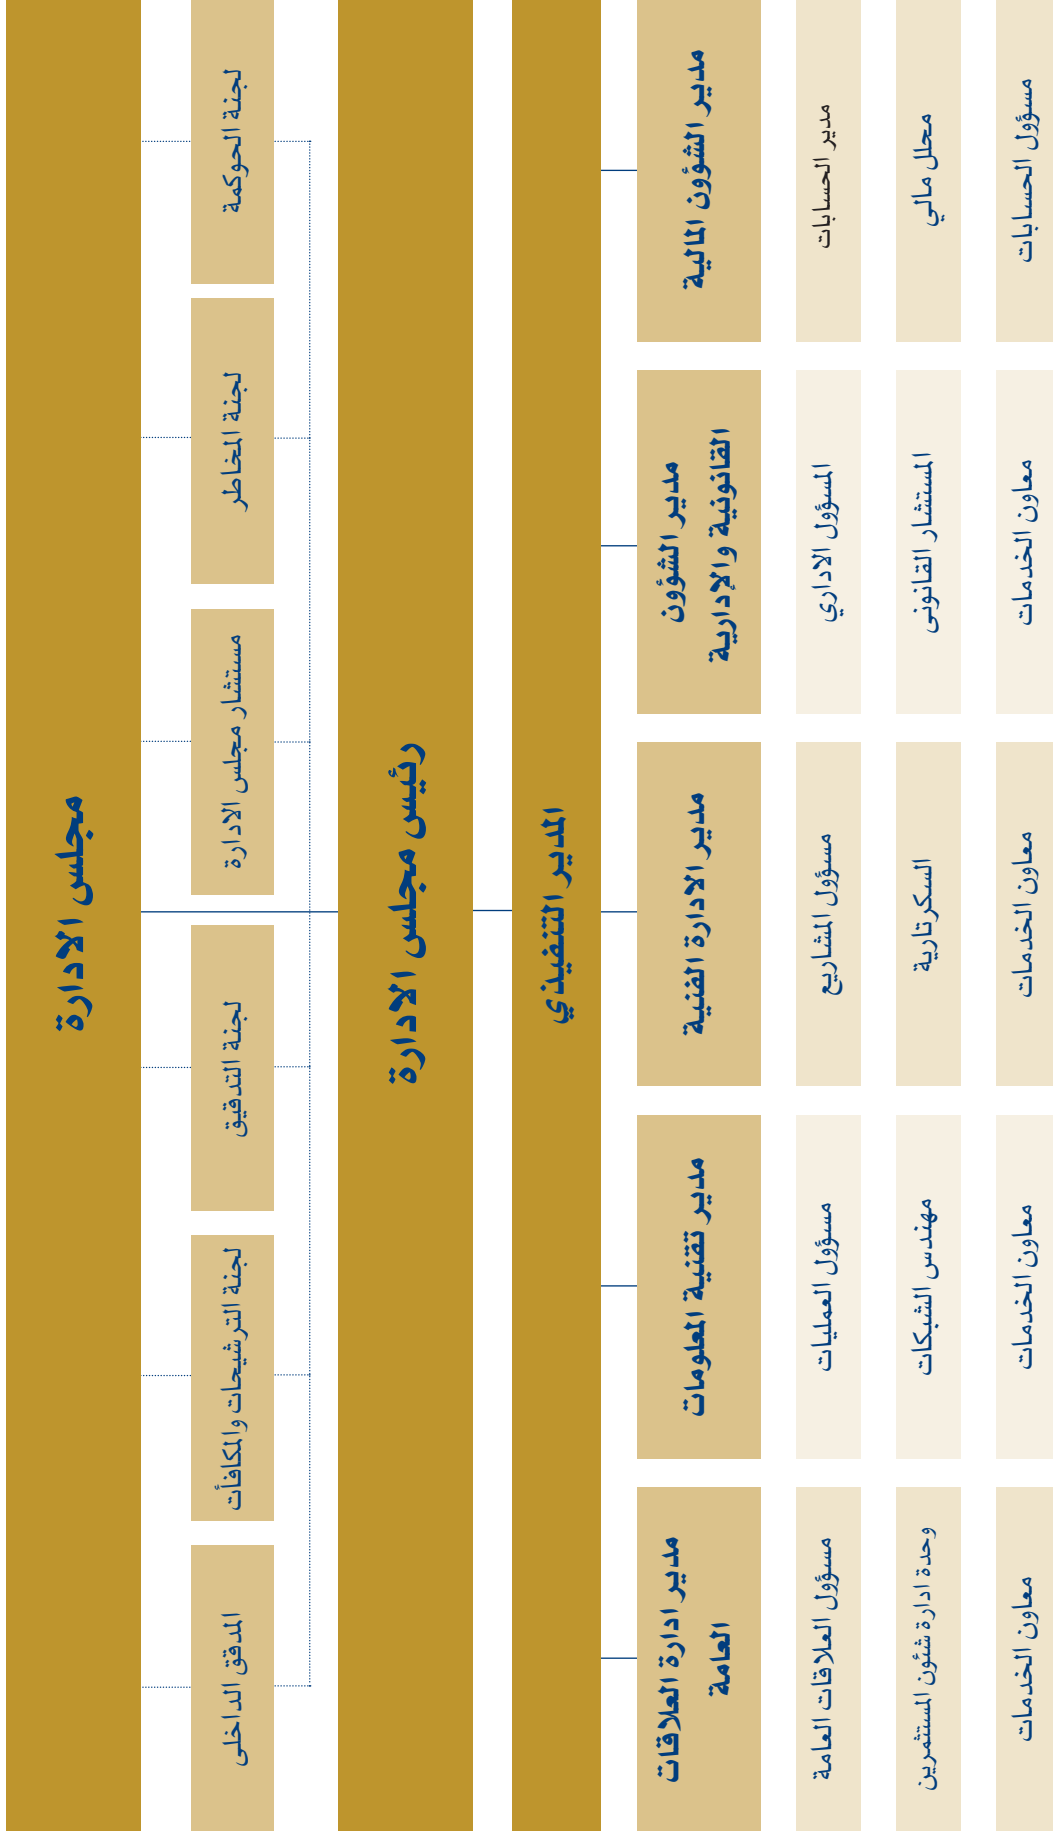 مجلس الادارة
لجنة الحوكمة
لجنة المخاطر
مستشار مجلس الادارة
لجنة التدقيق
لجنة الترشيحات والمكافأت
المدقق الداخلى
رئيس مجلس الادارة
المدير التنفيذي
مدير الشؤون المالية
مدير الشؤون
القانونية والإدارية
مدير الادارة الفنية
مدير تقنية المعلومات
مدير ادارة العلاقات
العامة
مدير الحسابات
المسؤول الاداري
مسؤول المشاريع
مسؤول العمليات
مسؤول العلاقات العامة
محلل مالي
المستشار القانونى
السكرتارية
مهندس الشبكات
وحدة ادارة شئون المستثمرين
مسؤول الحسابات
معاون الخدمات
معاون الخدمات
معاون الخدمات
معاون الخدمات